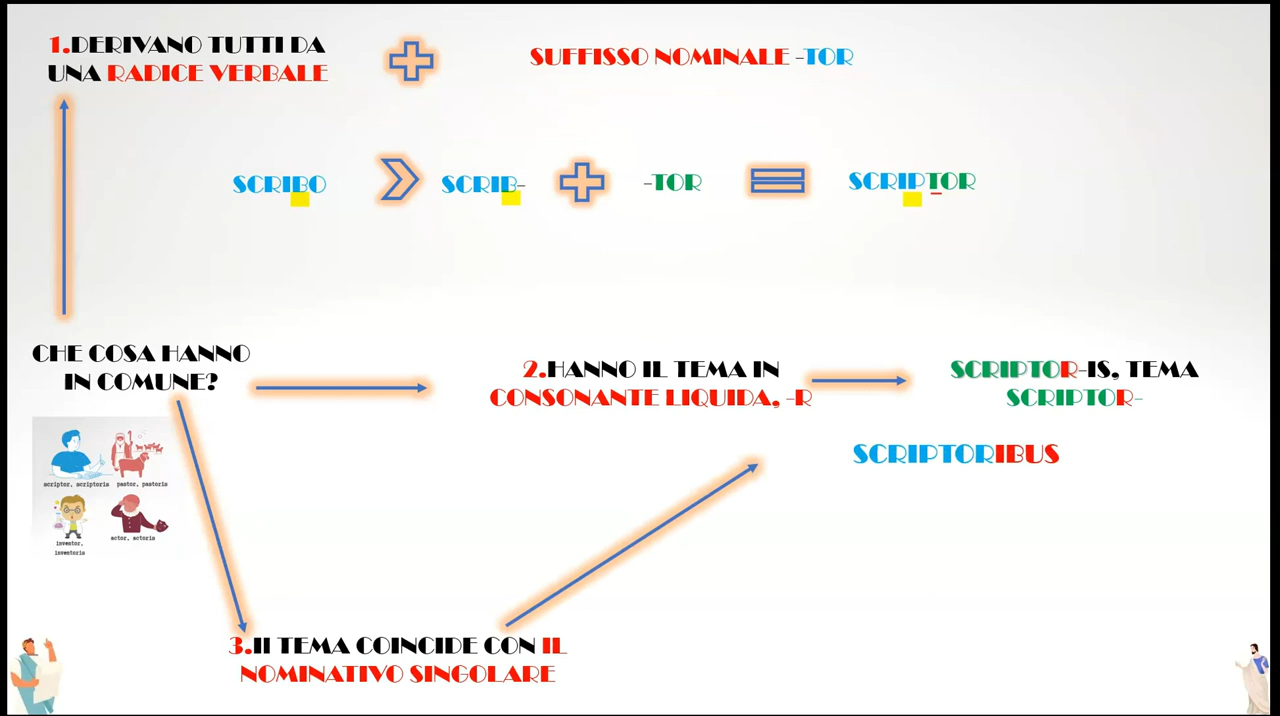 1.DERIVANO TUTTI DA
UNA RADICE VERBALE
SUFFISSO NOMINALE -TOR
SCRIBO
SCRIB-
-TOR
SCRIPTOR
CHE COSA HANNO
IN COMUNE?
2.HANNO IL TEMA IN
CONSONANTE LIQUIDA, -R
SCRIPTOR-IS, TEMA
SCRIPTOR-
SCRIPTORIBUS
scriptor, scriptoris
pastor, pastoris
inventor,
inventoris
actor, actoris
3.Il TEMA COINCIDE CON IL
NOMINATIVO SINGOLARE